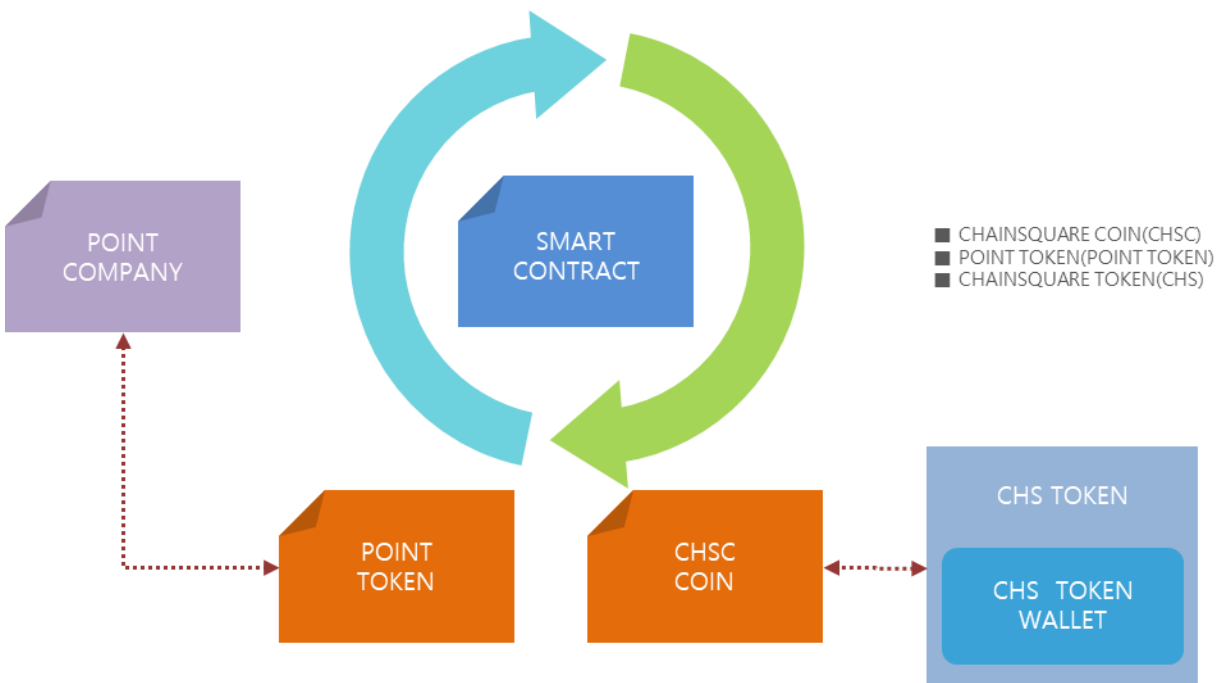 POINT
COMPANY
SMART
CONTRACT
■ CHAINSQUARE COIN(CHSC)
■ POINT TOKEN(POINT TOKEN)
■ CHAINSQUARE TOKEN(CHS)
POINT
TOKEN
CHSC
COIN
CHS TOKEN
CHS TOKEN
WALLET